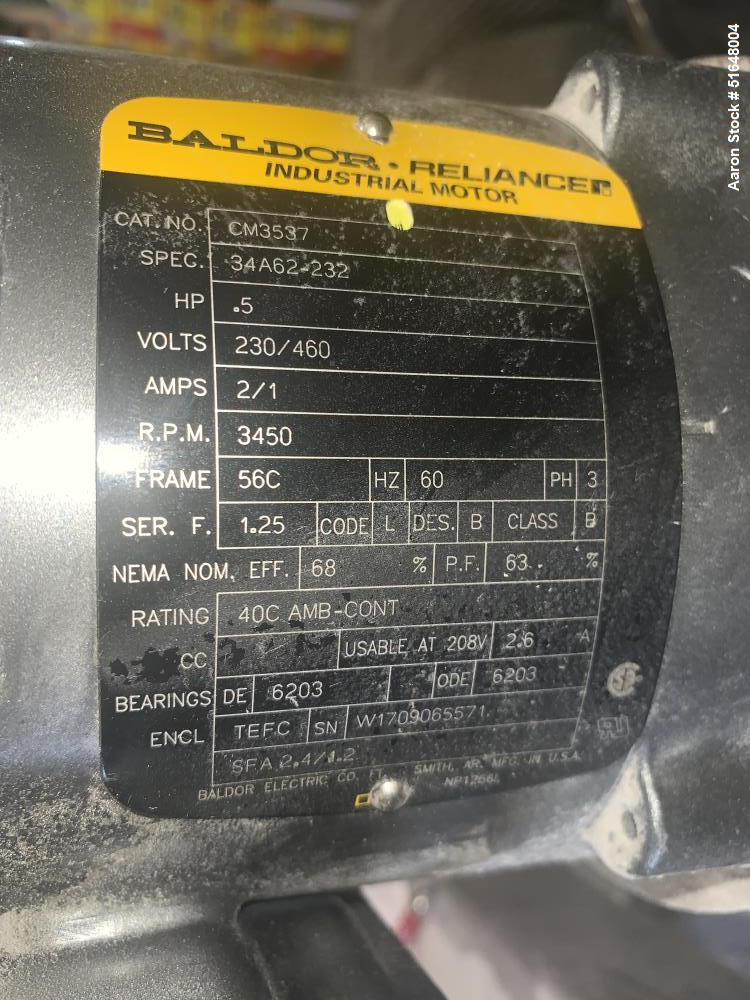 Aaron Stock # 51648004
BALDOR • RELIANCE
INDUSTRIAL MOTOR
CAT. NO. CM3537
SPEC. 34A62-232
HP .5
VOLTS 230/460
AMPS 2/1
R.P.M. 3450
FRAME 56C HZ 60 PH 3
SER. F. 1.25 CODE L DES. B CLASS B
NEMA NOM. EFF. 68 % P.F. 63 %
RATING 40C AMB-CONT
CC USABLE AT 208V 2.6 A
BEARINGS DE 6203 ODE 6203
ENCL TEFC SN W1709065571
SFA 2.4/1.2
BALDOR ELECTRIC CO. FT. SMITH, AR. MFG. IN U.S.A.